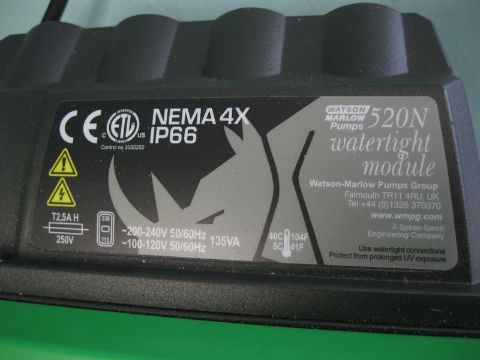 CE
c ETL us
Control no 3050250
NEMA 4X
IP66
WATSON
MARLOW
Pumps
520N
watertight
module
Watson-Marlow Pumps Group
Falmouth TR11 4RU, UK
Tel +44 (0)1326 370370
www.wmpg.com
A Spirax-Sarco
Engineering Company
T2,5A H
250V
230
115
~200-240V 50/60Hz
~100-120V 50/60Hz
135VA
40C 104F
5C 41F
Use watertight connections
Protect from prolonged UV exposure